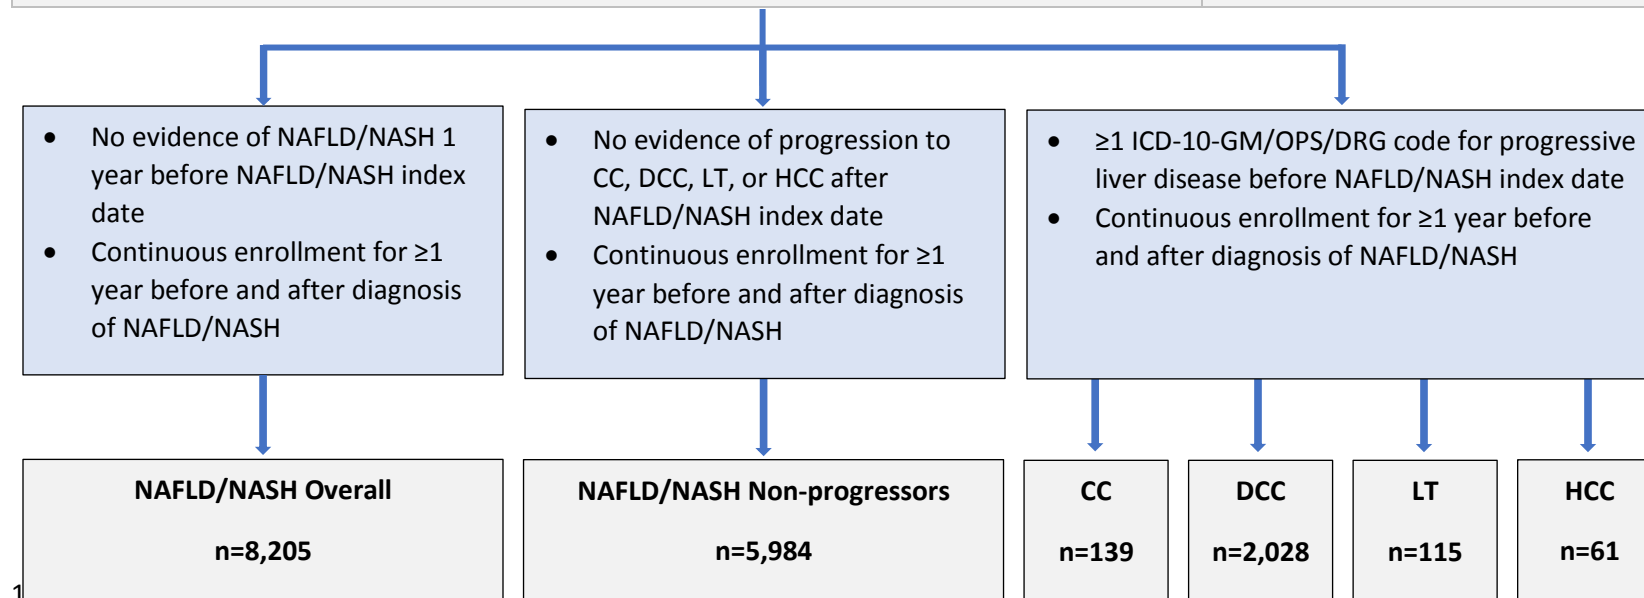 • No evidence of NAFLD/NASH 1
year before NAFLD/NASH index
date
• Continuous enrollment for ≥1
year before and after diagnosis
of NAFLD/NASH
• No evidence of progression to
CC, DCC, LT, or HCC after
NAFLD/NASH index date
• Continuous enrollment for ≥1
year before and after diagnosis
of NAFLD/NASH
• ≥1 ICD-10-GM/OPS/DRG code for progressive
liver disease before NAFLD/NASH index date
• Continuous enrollment for ≥1 year before
and after diagnosis of NAFLD/NASH
NAFLD/NASH Overall
n=8,205
NAFLD/NASH Non-progressors
n=5,984
CC
n=139
DCC
n=2,028
LT
n=115
HCC
n=61
1